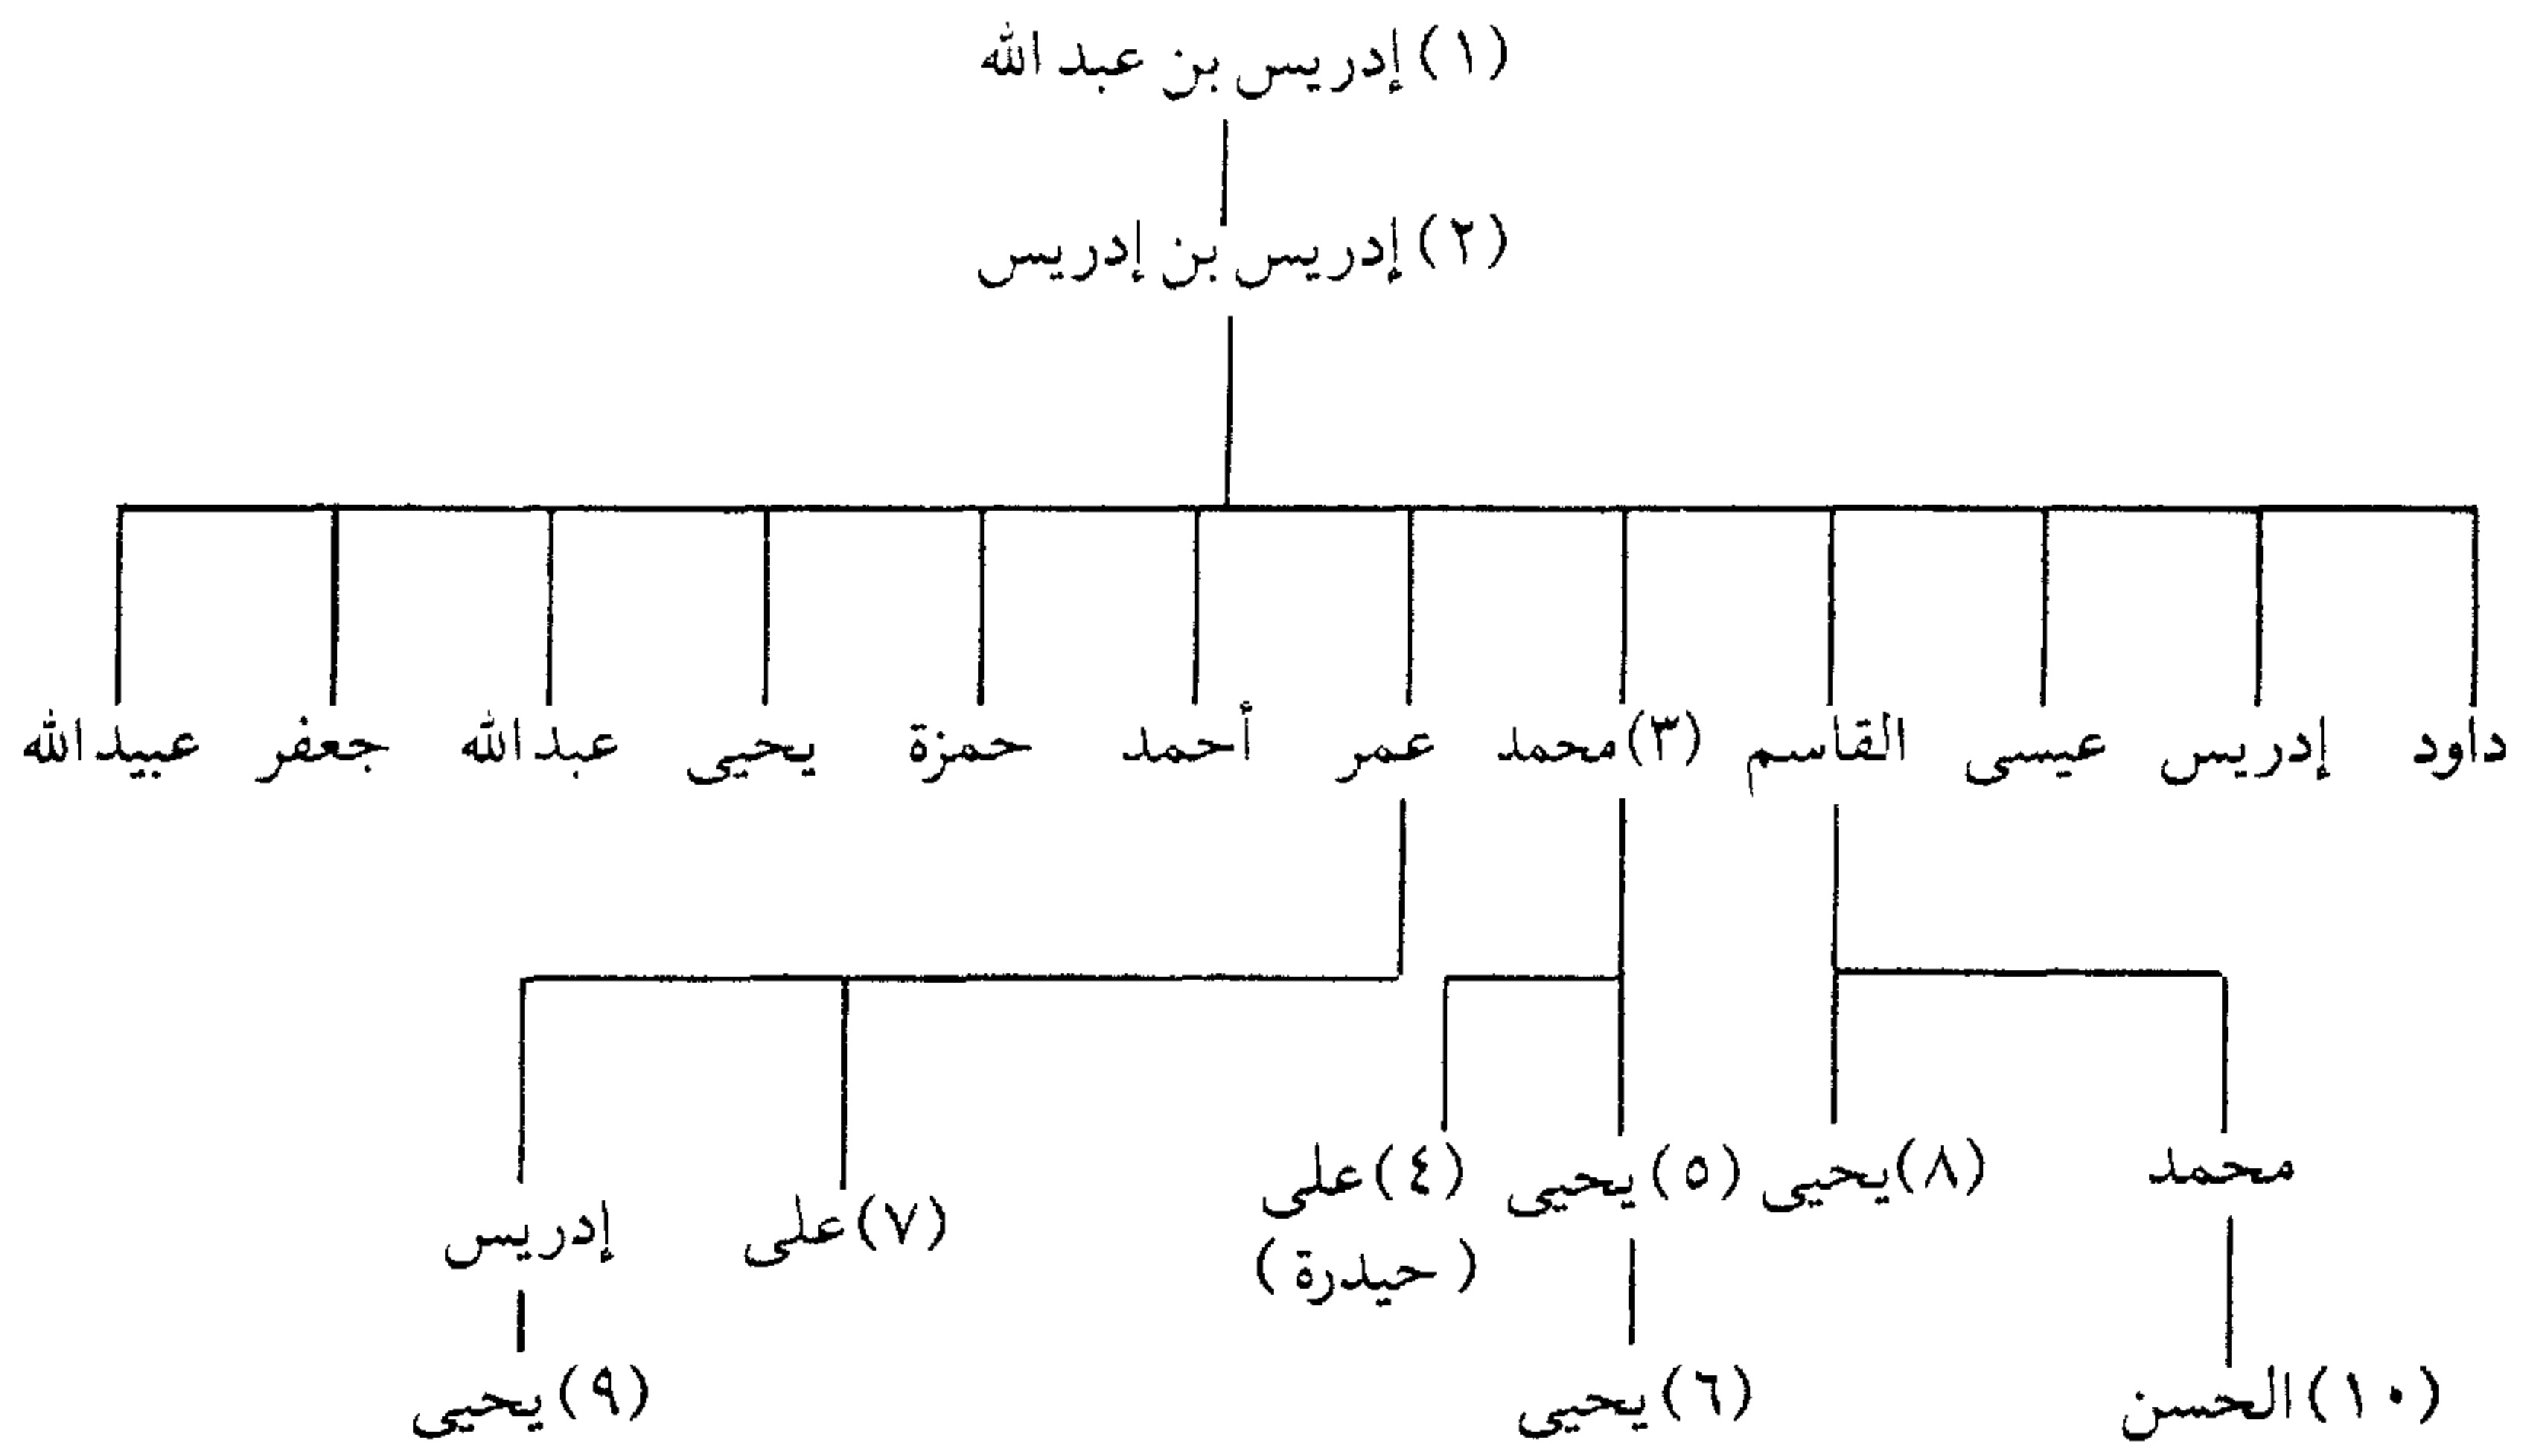 (١) إدريس بن عبد الله
(٢) إدريس بن إدريس
داود إدريس عيسى القاسم (٣) محمد عمر أحمد حمزة يحيى عبد الله جعفر عبيد الله
محمد (٨) يحيى (٥) يحيى (٤) على
(٧) على إدريس
( حيدرة )
(١٠) الحسن (٦) يحيى (٩) يحيى